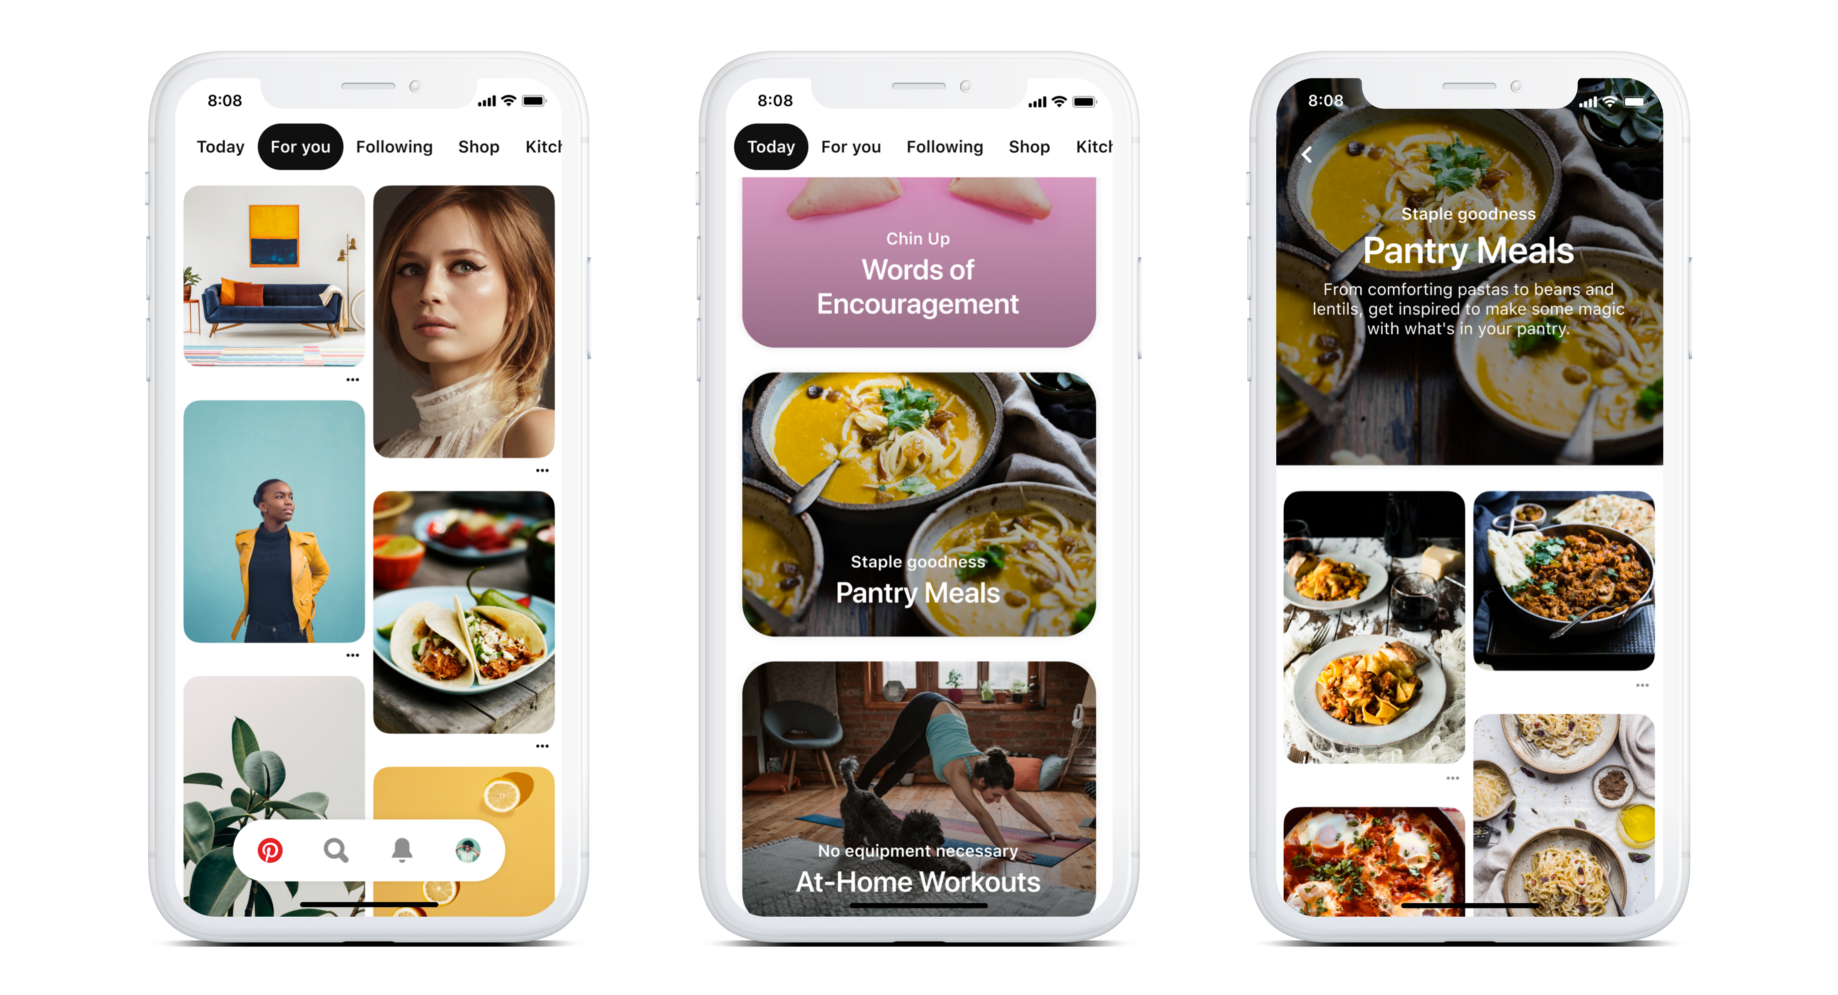 8:08
Today For you Following Shop Kitch
8:08
Today For you Following Shop Kitch
Chin Up
Words of
Encouragement
Staple goodness
Pantry Meals
No equipment necessary
At-Home Workouts
8:08
Staple goodness
Pantry Meals
From comforting pastas to beans and
lentils, get inspired to make some magic
with what's in your pantry.